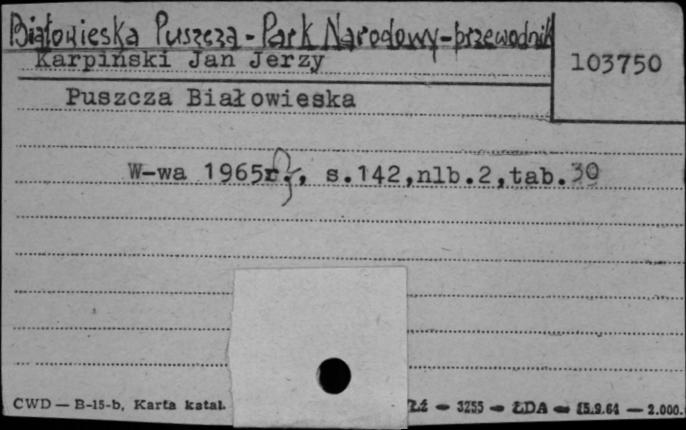 Białowieska Puszcza - Park Narodowy - przewodnik
Karpiński Jan Jerzy
103750
Puszcza Białowieska
W-wa 1965r., s.142,nlb.2,tab.30
CWD — B-15-b, Karta katal.
Łż — 3255 — ŁDA — 15.9.64 — 2.000.